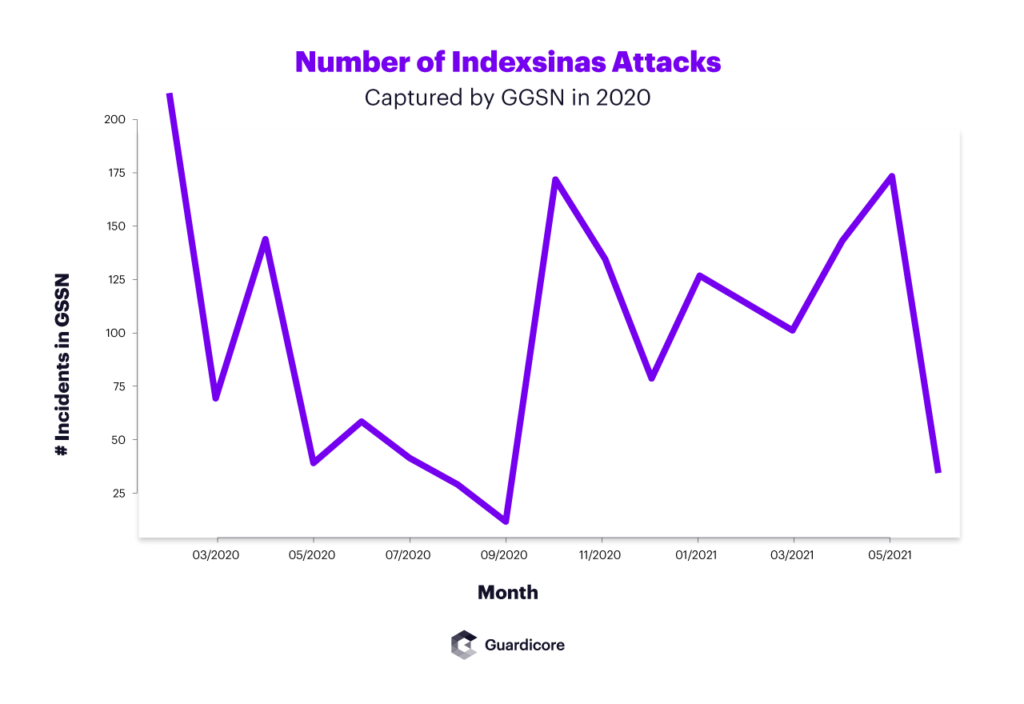 Number of Indexsinas Attacks
Captured by GGSN in 2020
# Incidents in GSSN
200
175
150
125
100
75
50
25
03/2020 05/2020 07/2020 09/2020 11/2020 01/2021 03/2021 05/2021
Month
Guardicore